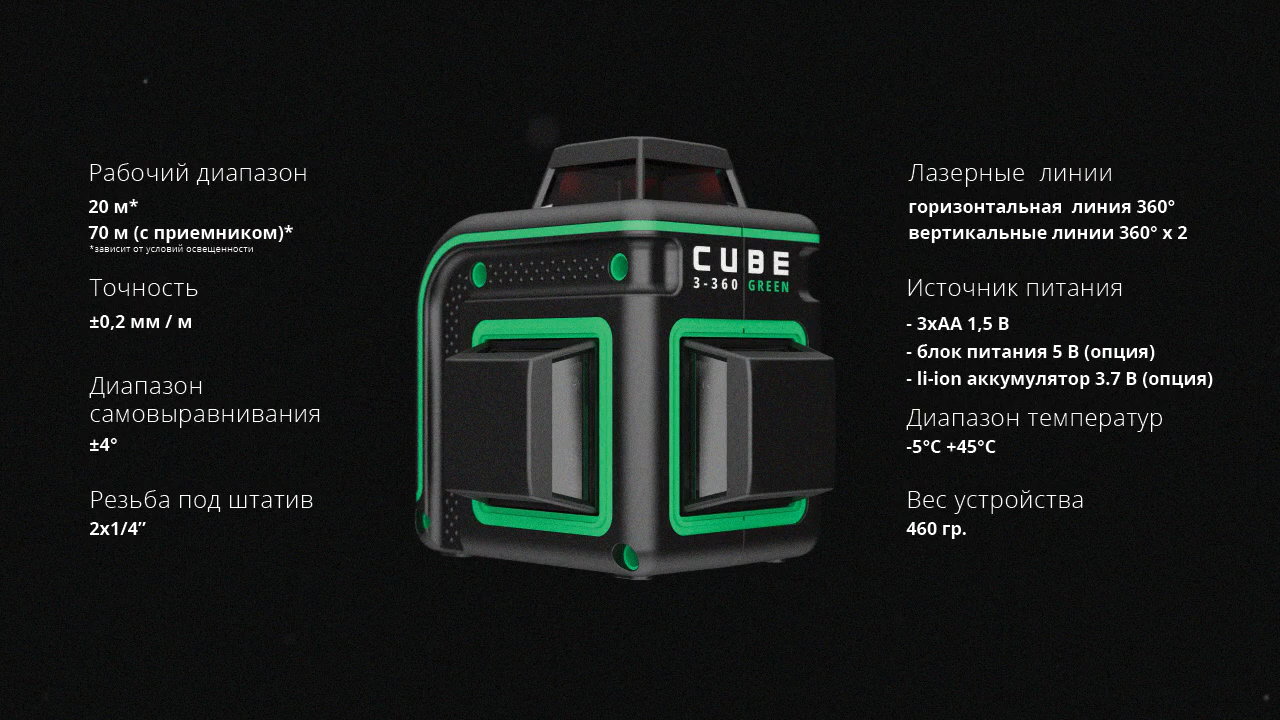 Рабочий диапазон
20 м*
70 м (с приемником)*
*зависит от условий освещенности
Точность
±0,2 мм / м
Диапазон
самовыравнивания
±4°
Резьба под штатив
2x1/4”
CUBE
3-360 GREEN
Лазерные линии
горизонтальная линия 360°
вертикальные линии 360° x 2
Источник питания
- 3xAA 1,5 В
- блок питания 5 В (опция)
- li-ion аккумулятор 3.7 В (опция)
Диапазон температур
-5°C +45°C
Вес устройства
460 гр.